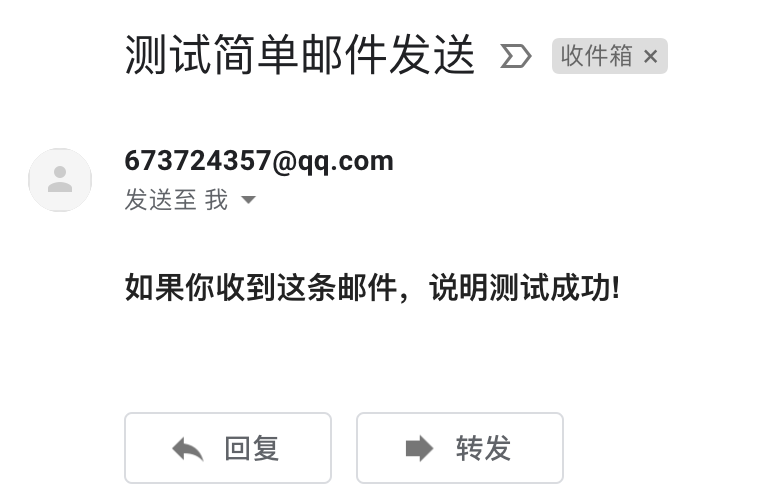 测试简单邮件发送 收件箱 ×
673724357@qq.com
发送至 我
如果你收到这条邮件，说明测试成功!
回复 转发